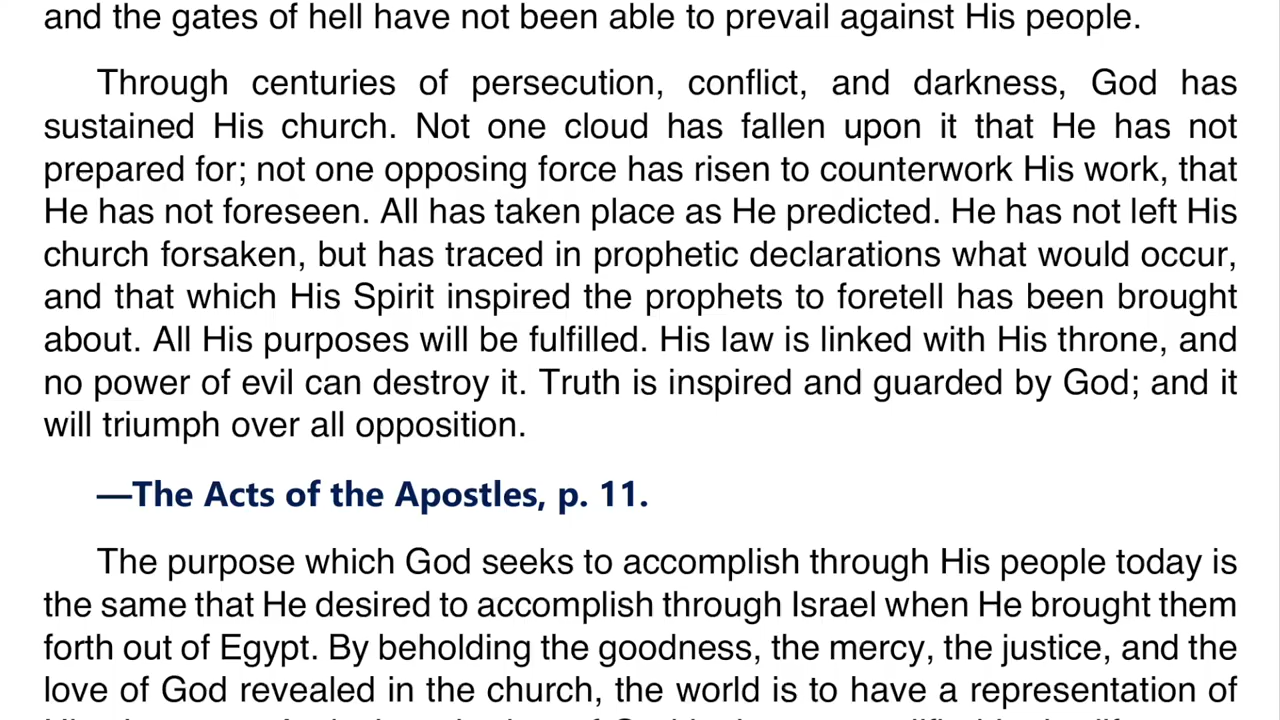 and the gates of hell have not been able to prevail against His people.
Through centuries of persecution, conflict, and darkness, God has
sustained His church. Not one cloud has fallen upon it that He has not
prepared for; not one opposing force has risen to counterwork His work, that
He has not foreseen. All has taken place as He predicted. He has not left His
church forsaken, but has traced in prophetic declarations what would occur,
and that which His Spirit inspired the prophets to foretell has been brought
about. All His purposes will be fulfilled. His law is linked with His throne, and
no power of evil can destroy it. Truth is inspired and guarded by God; and it
will triumph over all opposition.
—The Acts of the Apostles, p. 11.
The purpose which God seeks to accomplish through His people today is
the same that He desired to accomplish through Israel when He brought them
forth out of Egypt. By beholding the goodness, the mercy, the justice, and the
love of God revealed in the church, the world is to have a representation of